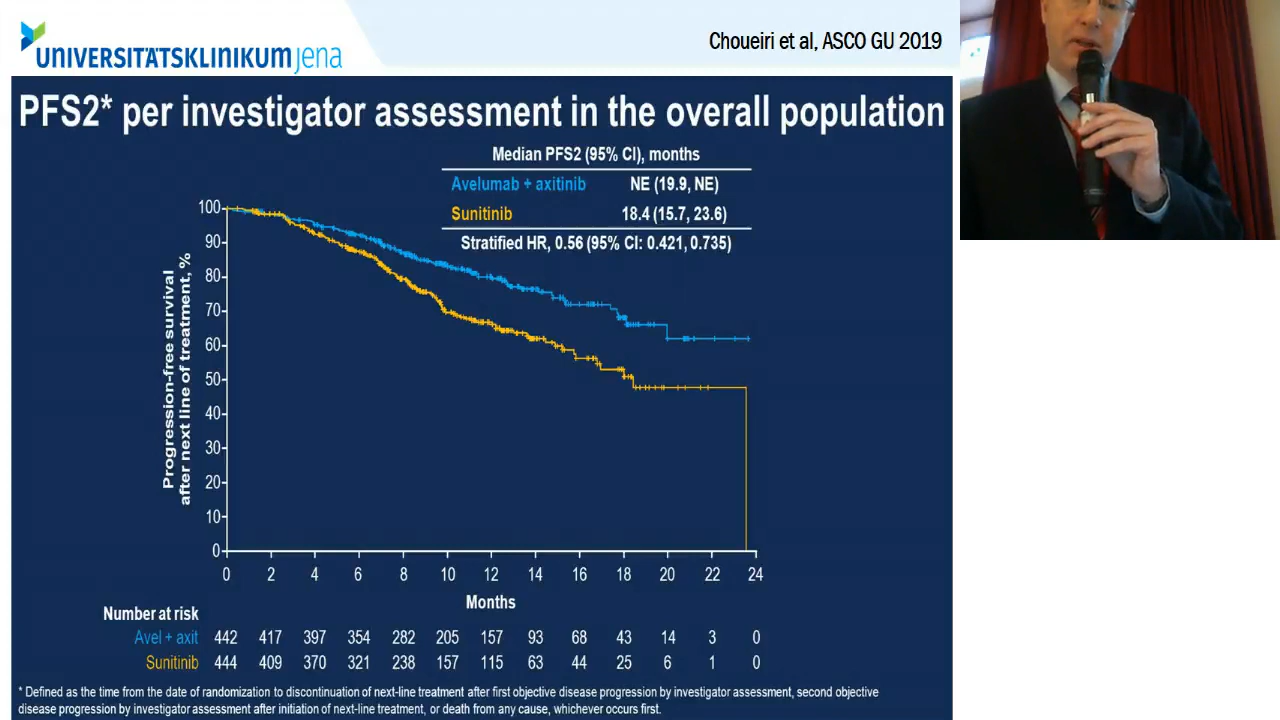 UNIVERSITÄTSKLINIKUM jena
Choueiri et al, ASCO GU 2019
PFS2* per investigator assessment in the overall population
Median PFS2 (95% CI), months
Avelumab + axitinib NE (19.9, NE)
Sunitinib 18.4 (15.7, 23.6)
Stratified HR, 0.56 (95% CI: 0.421, 0.735)
Progression-free survival
after next line of treatment, %
100
90
80
70
60
50
40
30
20
10
0
0 2 4 6 8 10 12 14 16 18 20 22 24
Months
Number at risk
Avel + axit 442 417 397 354 282 205 157 93 68 43 14 3 0
Sunitinib 444 409 370 321 238 157 115 63 44 25 6 1 0
* Defined as the time from the date of randomization to discontinuation of next-line treatment after first objective disease progression by investigator assessment, second objective
disease progression by investigator assessment after initiation of next-line treatment, or death from any cause, whichever occurs first.